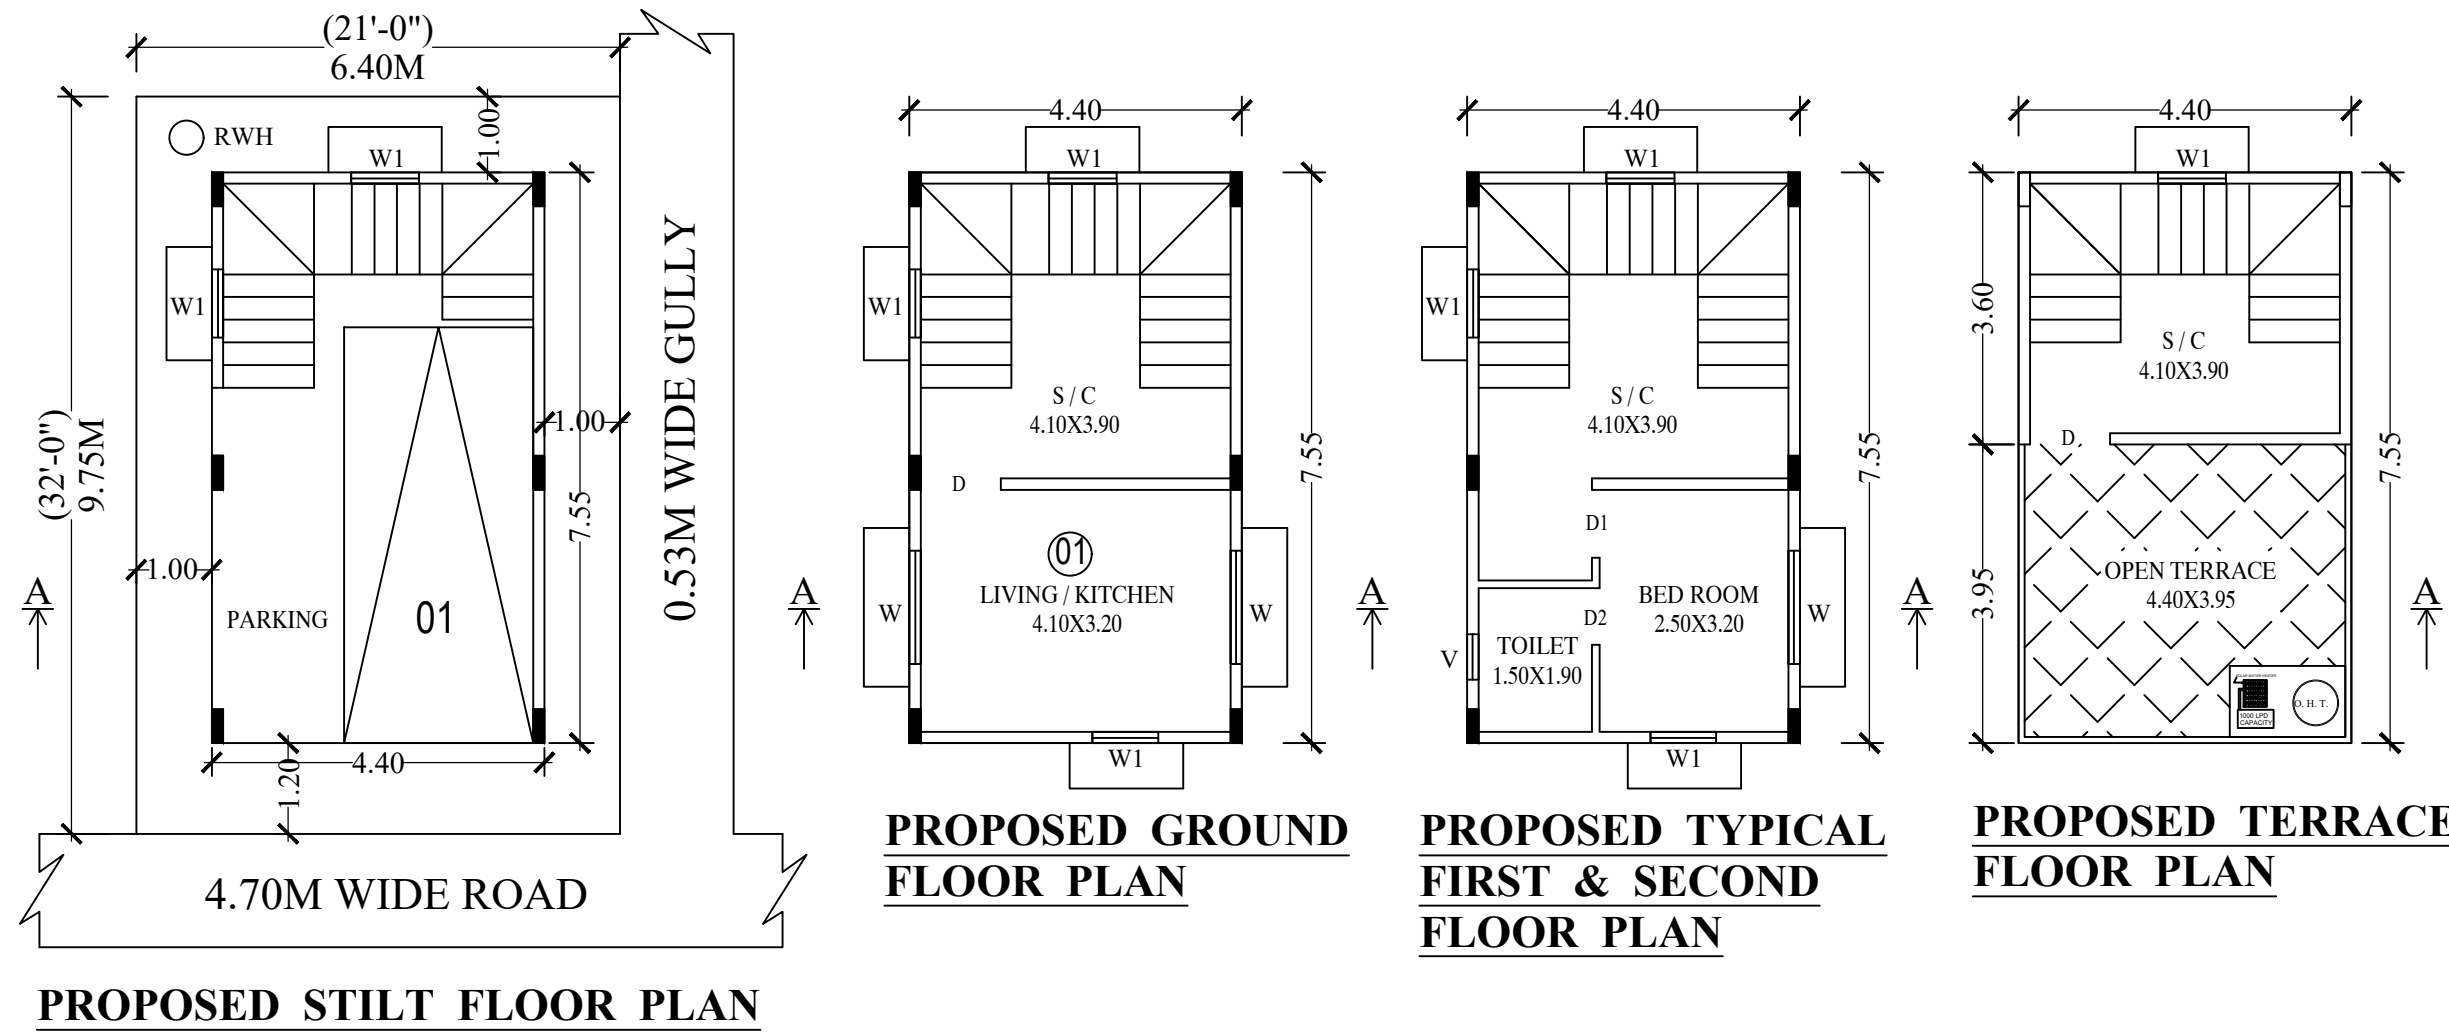 (21'-0")
6.40M
(32'-0")
9.75M
RWH
1.00
W1
W1
1.00
1.00
7.55
PARKING
01
4.40
1.20
A
A
0.53M WIDE GULLY
4.70M WIDE ROAD
PROPOSED STILT FLOOR PLAN
4.40
W1
W1
S / C
4.10X3.90
7.55
D
01
LIVING / KITCHEN
4.10X3.20
W
W
W1
A
PROPOSED GROUND
FLOOR PLAN
4.40
W1
W1
S / C
4.10X3.90
7.55
D1
D2
BED ROOM
2.50X3.20
TOILET
1.50X1.90
V
W
W1
A
PROPOSED TYPICAL
FIRST & SECOND
FLOOR PLAN
4.40
W1
3.60
S / C
4.10X3.90
7.55
D
3.95
OPEN TERRACE
4.40X3.95
SOLAR WATER HEATER
1000 LPD
CAPACITY
O. H. T.
A
PROPOSED TERRACE
FLOOR PLAN